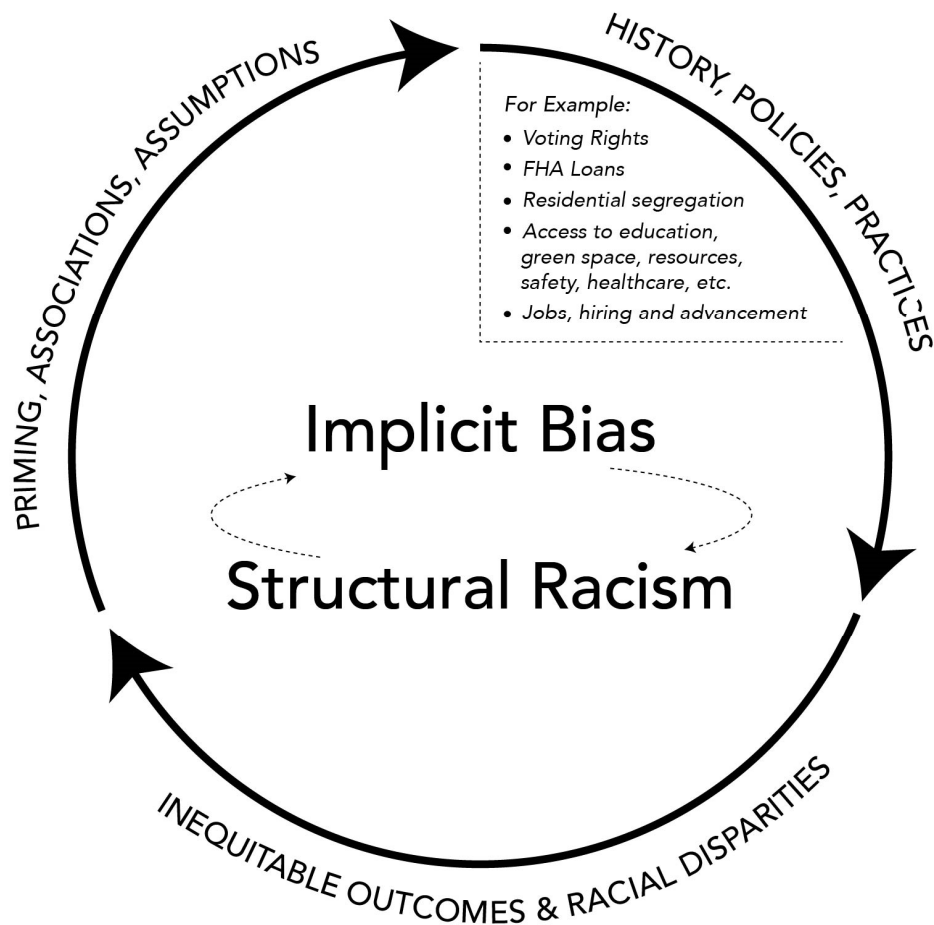 HISTORY, POLICIES, PRACTICES
For Example:
• Voting Rights
• FHA Loans
• Residential segregation
• Access to education,
green space, resources,
safety, healthcare, etc.
• Jobs, hiring and advancement
PRIMING, ASSOCIATIONS, ASSUMPTIONS
Implicit Bias
Structural Racism
INEQUITABLE OUTCOMES & RACIAL DISPARITIES